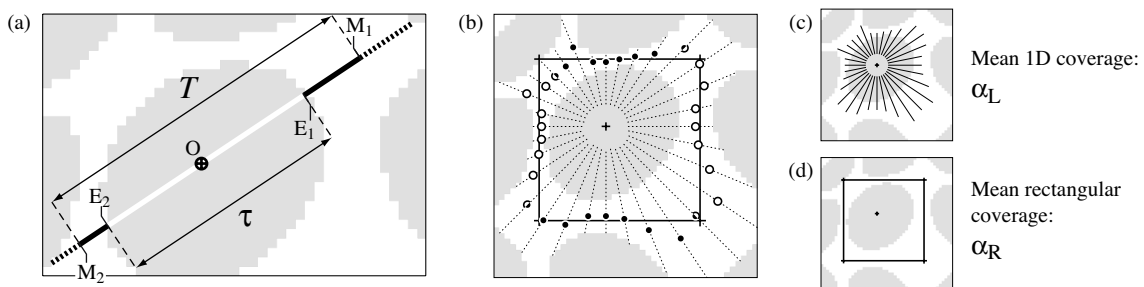 (a)
M1
T
E1
O
E2
τ
M2
(b)
(c)
Mean 1D coverage:
αL
(d)
Mean rectangular
coverage:
αR